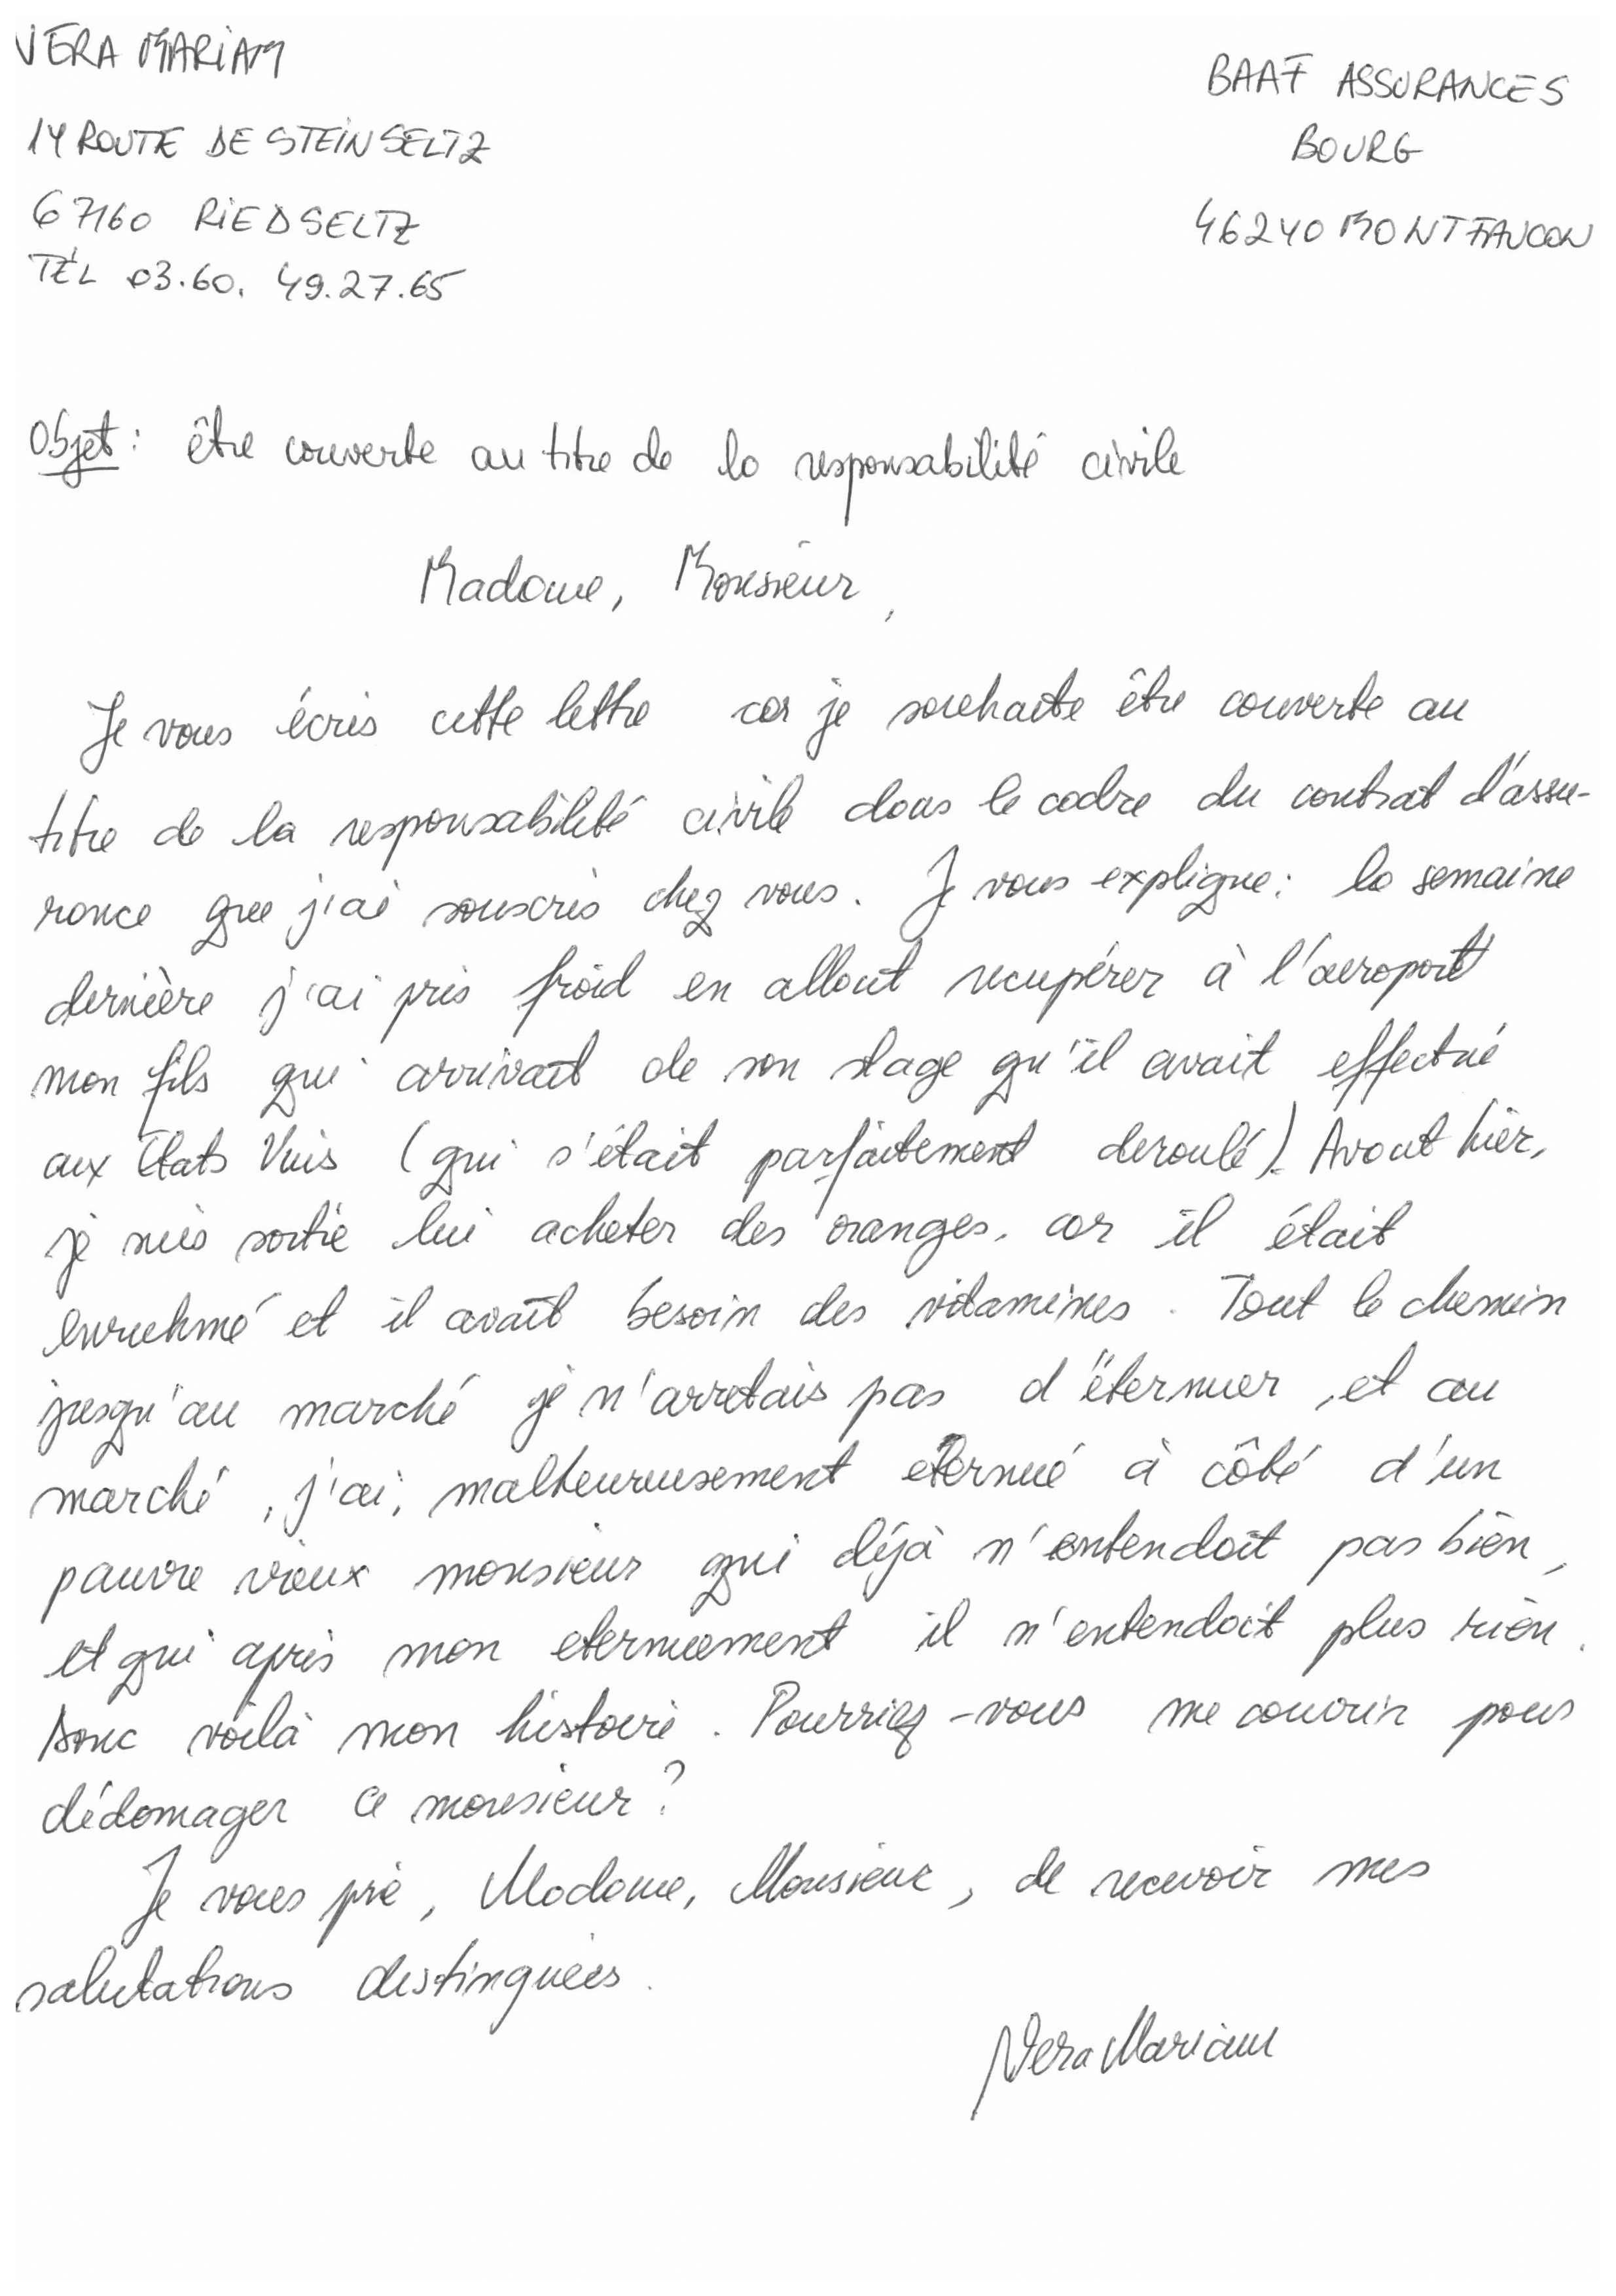 VERA MARIAM
BAAF ASSURANCES
14 ROUTE DE STEINSELTZ
BOURG
67160 RIEDSELTZ
46240 MONTFAUCON
TÉL 03.60. 49.27.65
Objet : être couverte au titre de la responsabilité civile
Madame, Monsieur,
Je vous écris cette lettre car je souhaite être couverte au
titre de la responsabilité civile dans le cadre du contrat d'assu-
rance que j'ai souscris chez vous. Je vous explique : la semaine
dernière j'ai pris froid en allant recupérer à l'aeroport
mon fils qui arrivait de son stage qu'il avait effectué
aux Etats Unis (qui s'était parfaitement deroulé). Avant hier,
je suis sortie lui acheter des oranges, car il était
enruhmé et il avait besoin des vitamines. Tout le chemin
jusqu'au marché je n'arretais pas d'éternuer, et au
marché, j'ai, malheureusement eternué à côté d'un
pauvre vieux monsieur qui déjà n'entendait pas bien,
et qui après mon eternuement il n'entendait plus rien.
Donc voilà mon histoire. Pourriez-vous me couvrir pour
dédomager ce monsieur ?
Je vous prie, Madame, Monsieur, de recevoir mes
salutations distinguées.
Vera Mariam